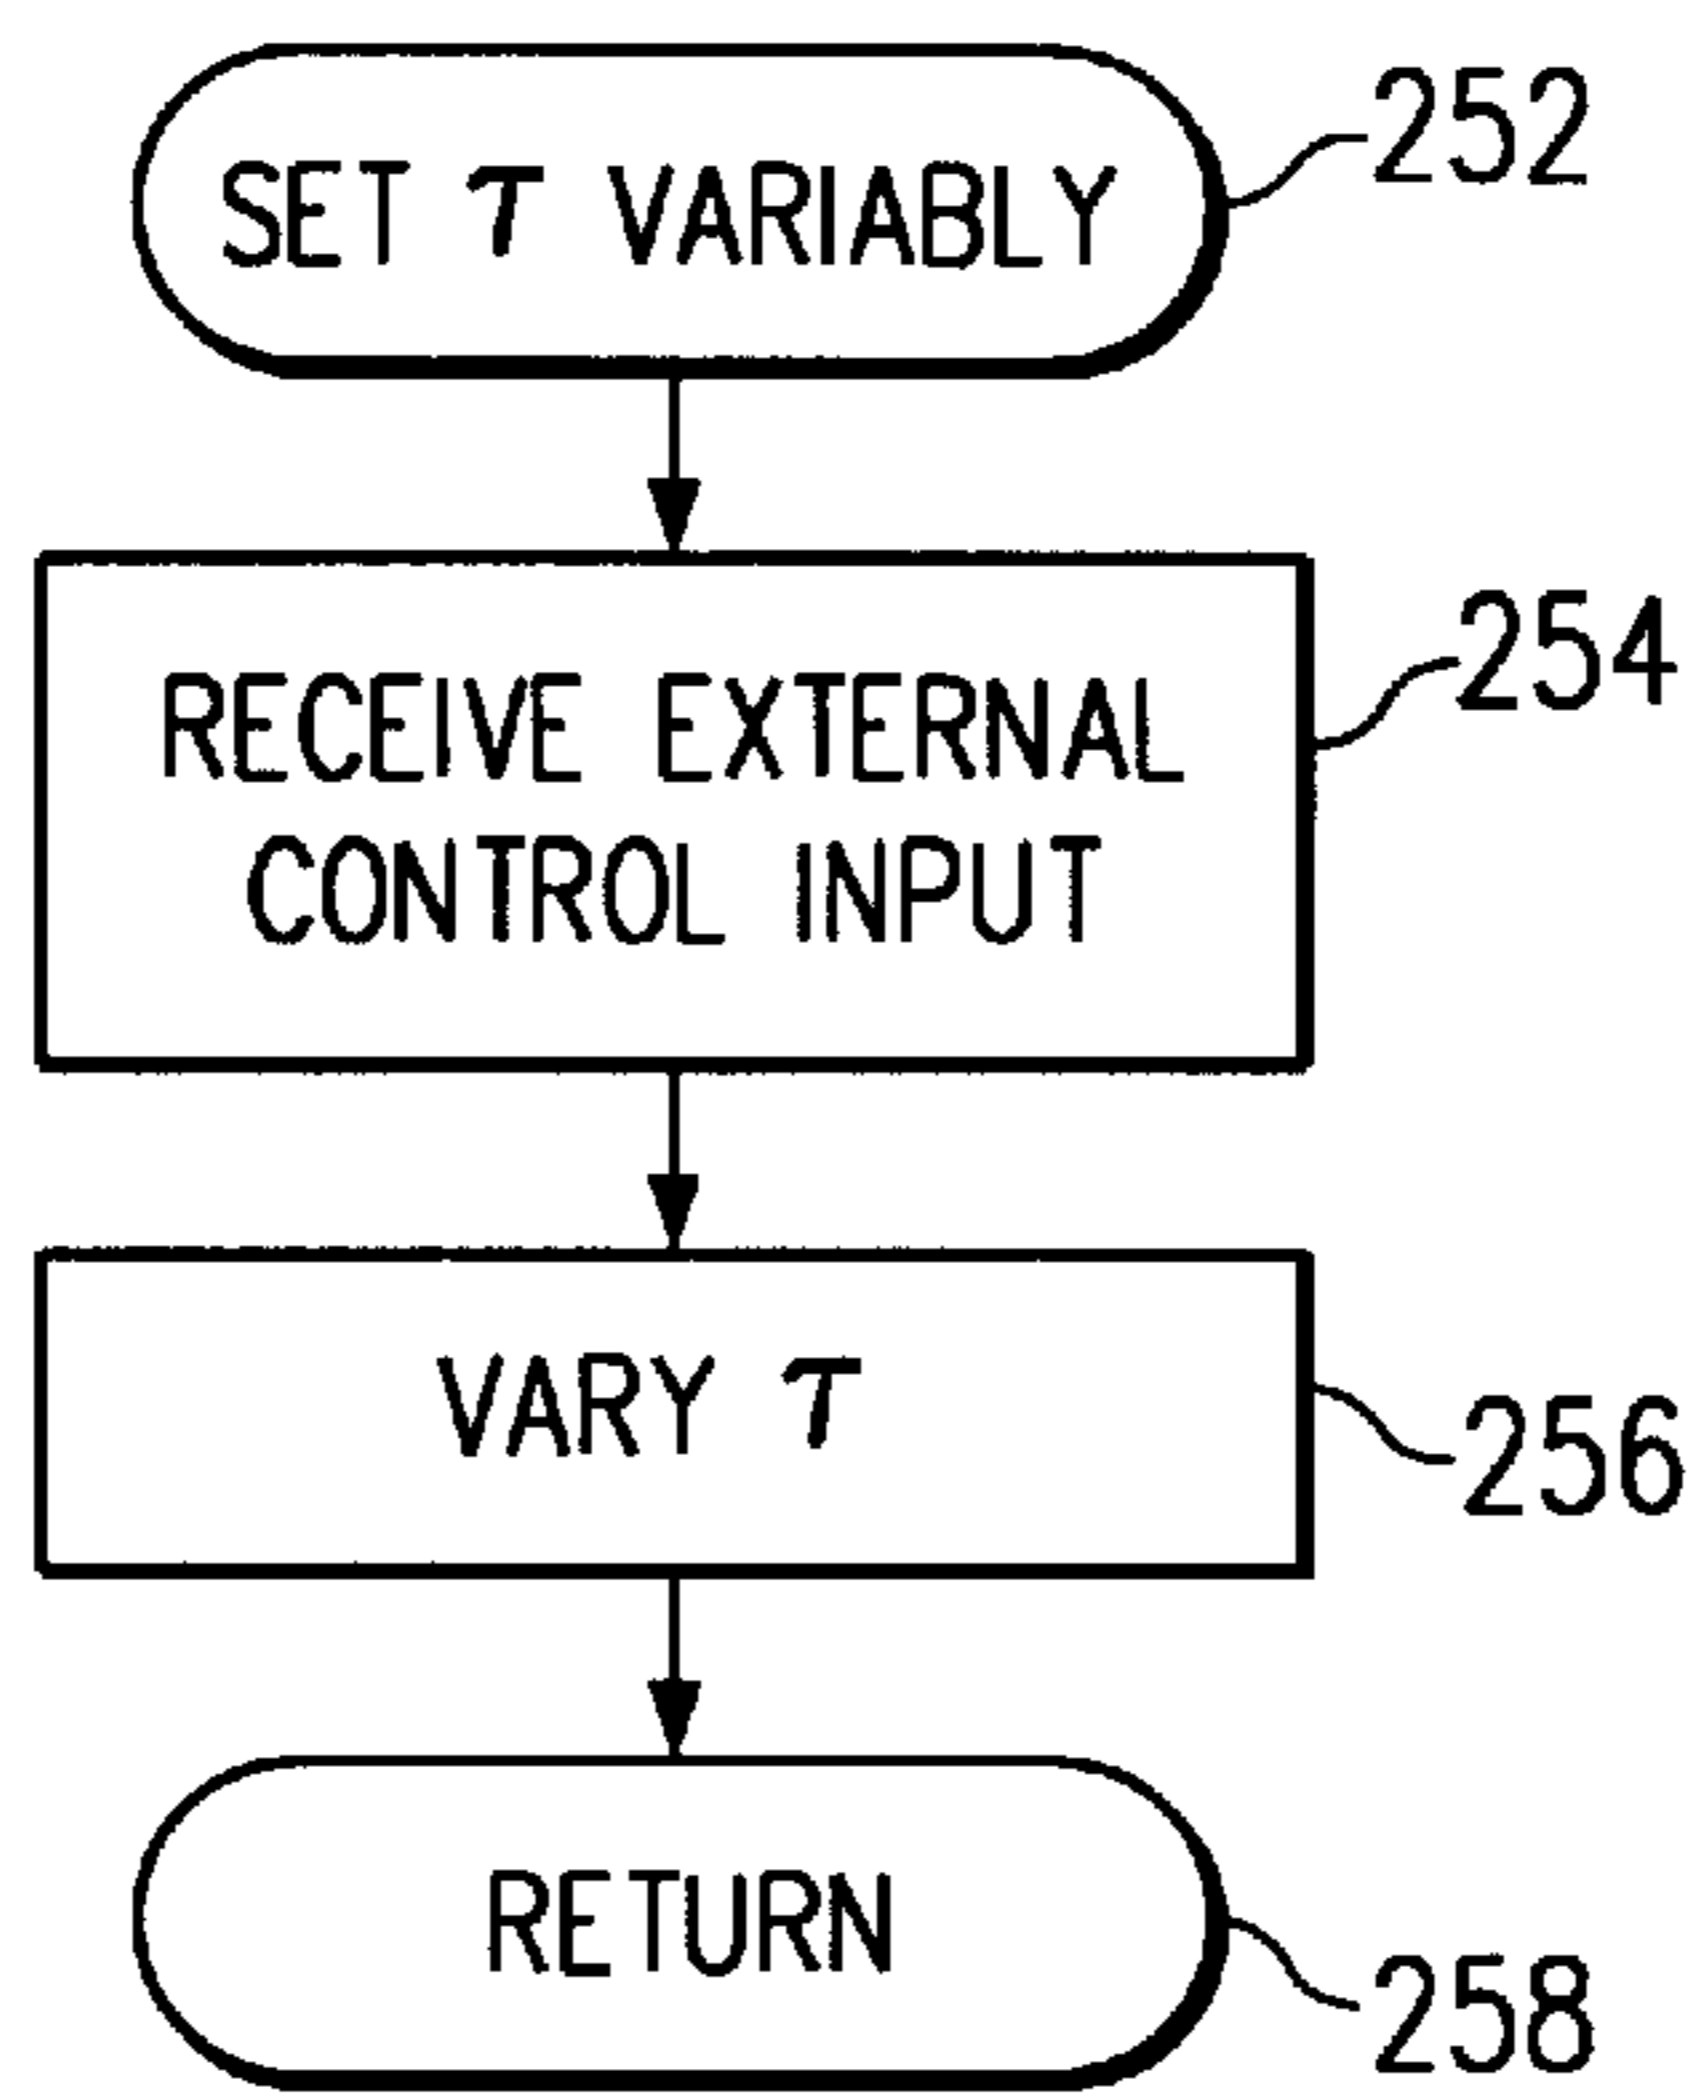 SET τ VARIABLY
252
RECEIVE EXTERNAL
CONTROL INPUT
254
VARY τ
256
RETURN
258